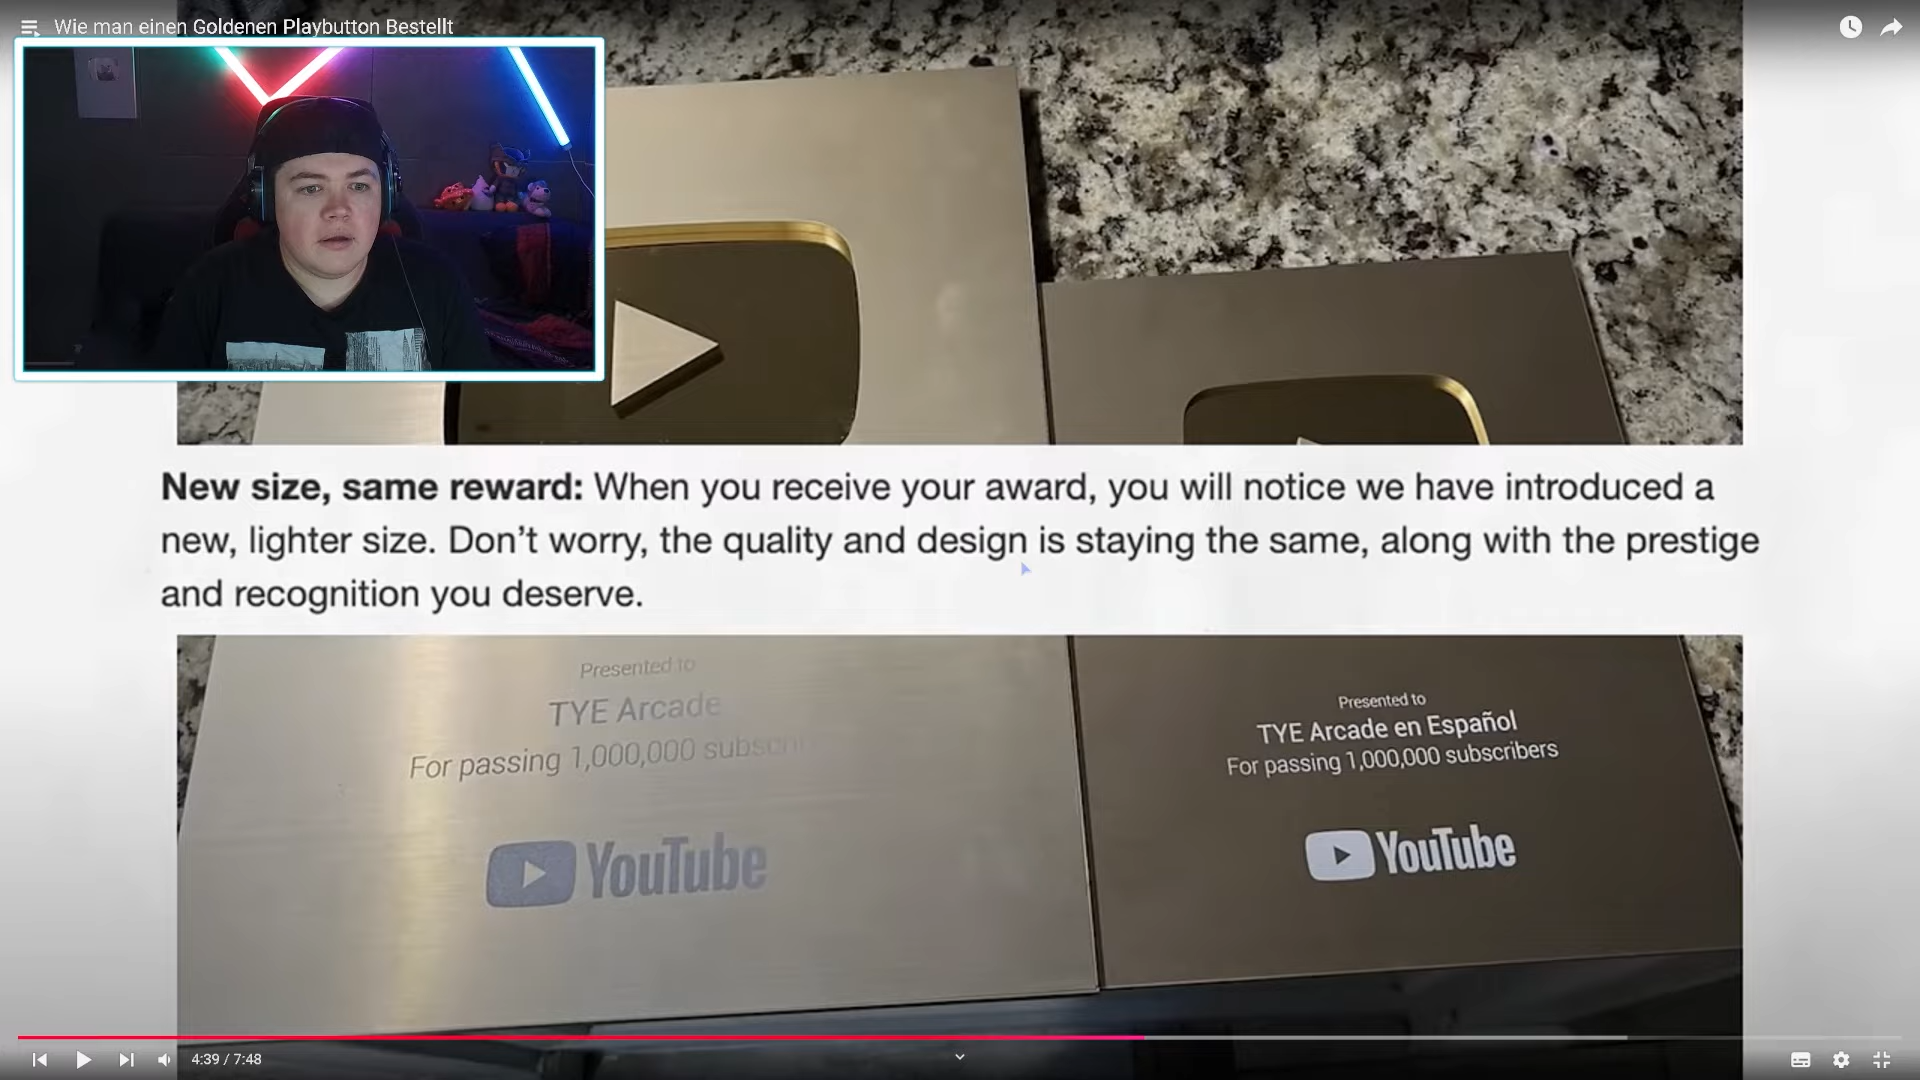 Wie man einen Goldenen Playbutton Bestellt
New size, same reward: When you receive your award, you will notice we have introduced a
new, lighter size. Don’t worry, the quality and design is staying the same, along with the prestige
and recognition you deserve.
Presented to
TYE Arcade
For passing 1,000,000 subscri
YouTube
Presented to
TYE Arcade en Español
For passing 1,000,000 subscribers
YouTube
4:39 / 7:48